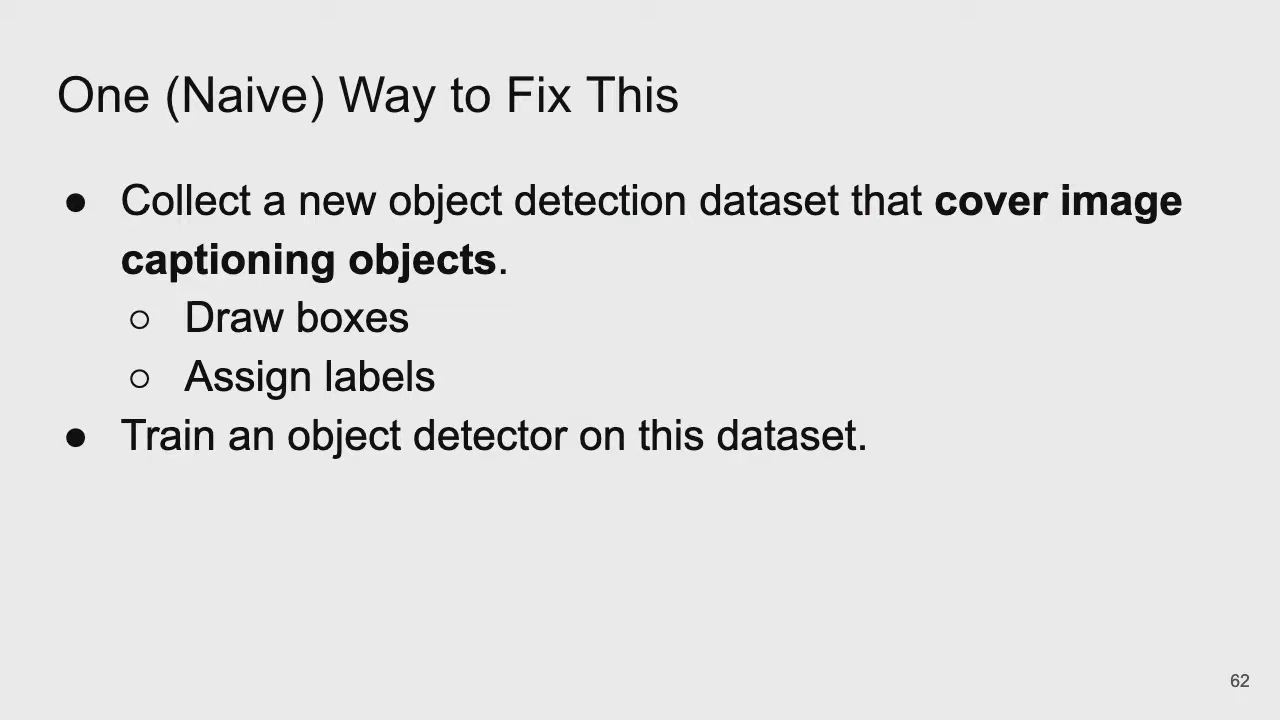 One (Naive) Way to Fix This
● Collect a new object detection dataset that cover image
captioning objects.
○ Draw boxes
○ Assign labels
● Train an object detector on this dataset.
62